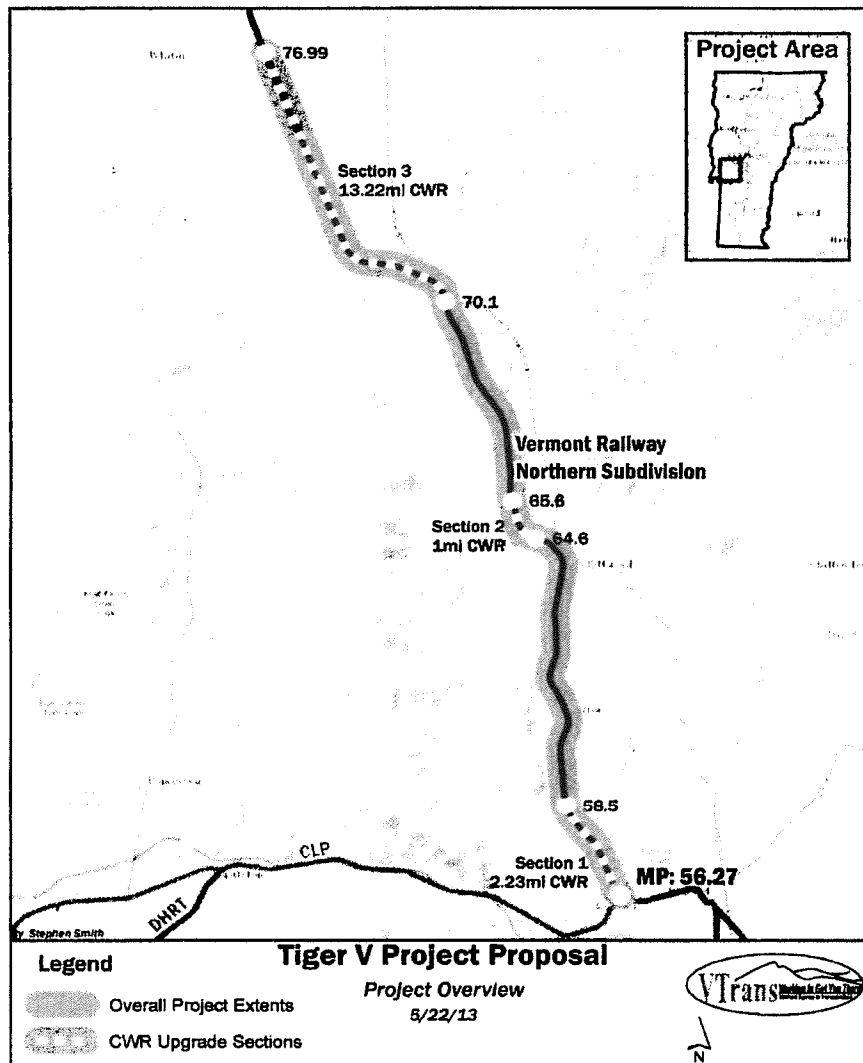 76.99
Project Area
Section 3
13.22mi CWR
70.1
Vermont Railway
Northern Subdivision
65.6
Section 2
1mi CWR
64.6
58.5
Section 1
2.23mi CWR
MP: 56.27
CLP
DHRT
Stephen Smith
Tiger V Project Proposal
Project Overview
5/22/13
Legend
Overall Project Extents
CWR Upgrade Sections
VTrans
N